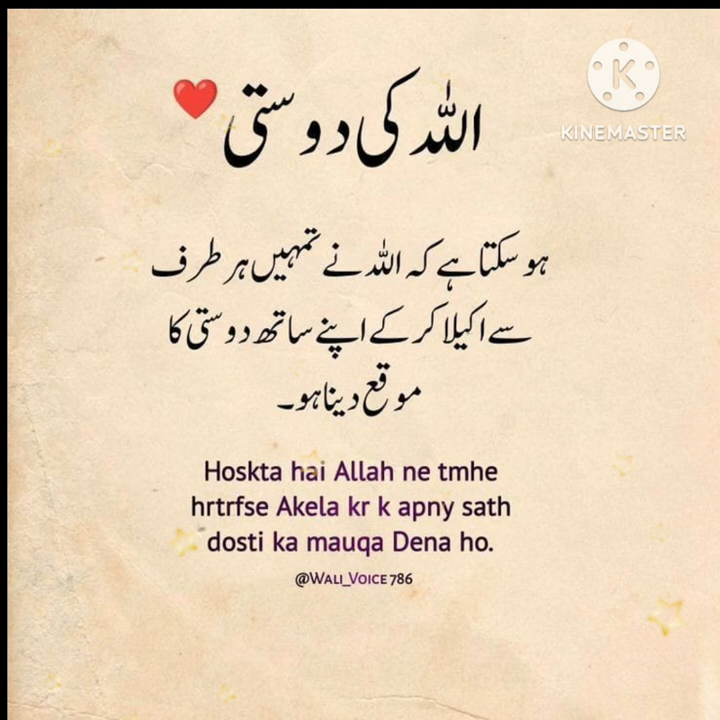 اللہ کی دوستی ❤️
KINEMASTER
ہو سکتا ہے کہ اللہ نے تمہیں ہر طرف
سے اکیلا کر کے اپنے ساتھ دوستی کا
موقع دینا ہو۔
Hoskta hai Allah ne tmhe
hrtrfse Akela kr k apny sath
dosti ka mauqa Dena ho.
@WALI_VOICE 786